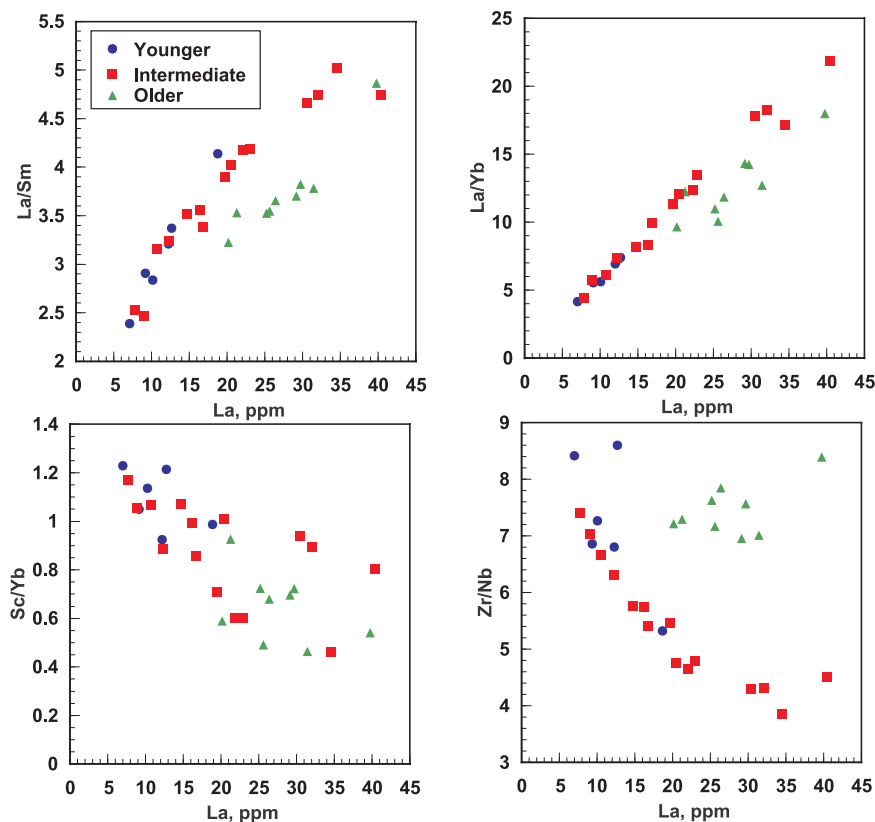 5.5
5
4.5
4
3.5
3
2.5
2
La/Sm
Younger
Intermediate
Older
0 5 10 15 20 25 30 35 40 45
La, ppm
25
20
15
10
5
0
La/Yb
0 5 10 15 20 25 30 35 40 45
La, ppm
1.4
1.2
1
0.8
0.6
0.4
0.2
0
Sc/Yb
0 5 10 15 20 25 30 35 40 45
La, ppm
9
8
7
6
5
4
3
Zr/Nb
0 5 10 15 20 25 30 35 40 45
La, ppm